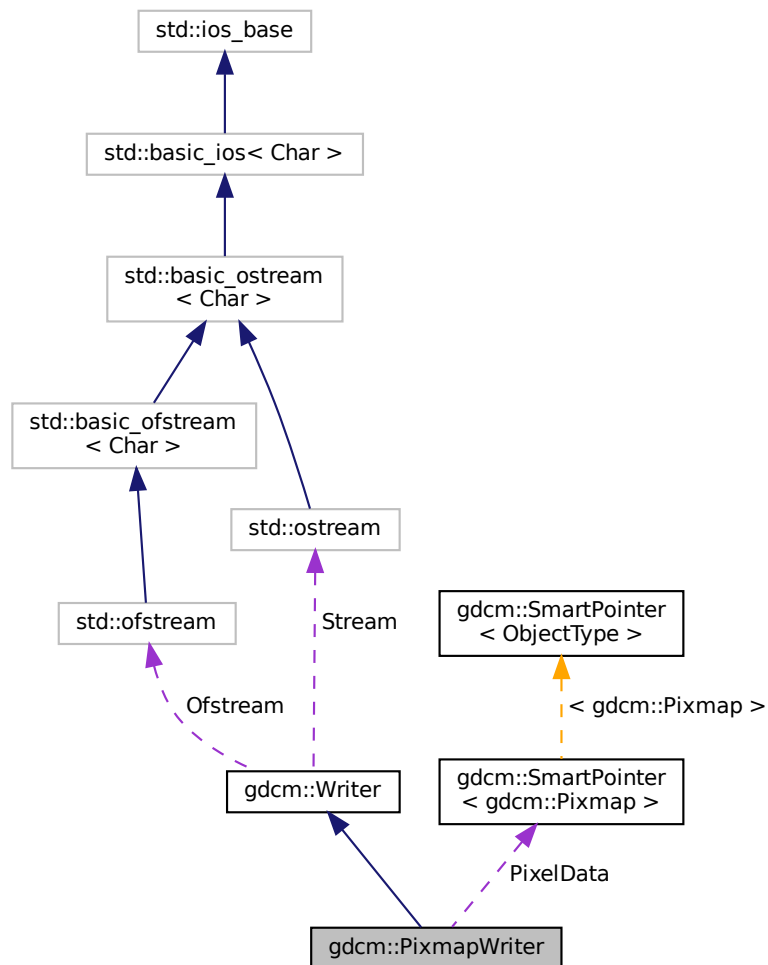 std::ios_base
std::basic_ios< Char >
std::basic_ostream
< Char >
std::basic_ofstream
< Char >
std::ostream
std::ofstream
gdcm::SmartPointer
< ObjectType >
Stream
Ofstream
< gdcm::Pixmap >
gdcm::Writer
gdcm::SmartPointer
< gdcm::Pixmap >
PixelData
gdcm::PixmapWriter